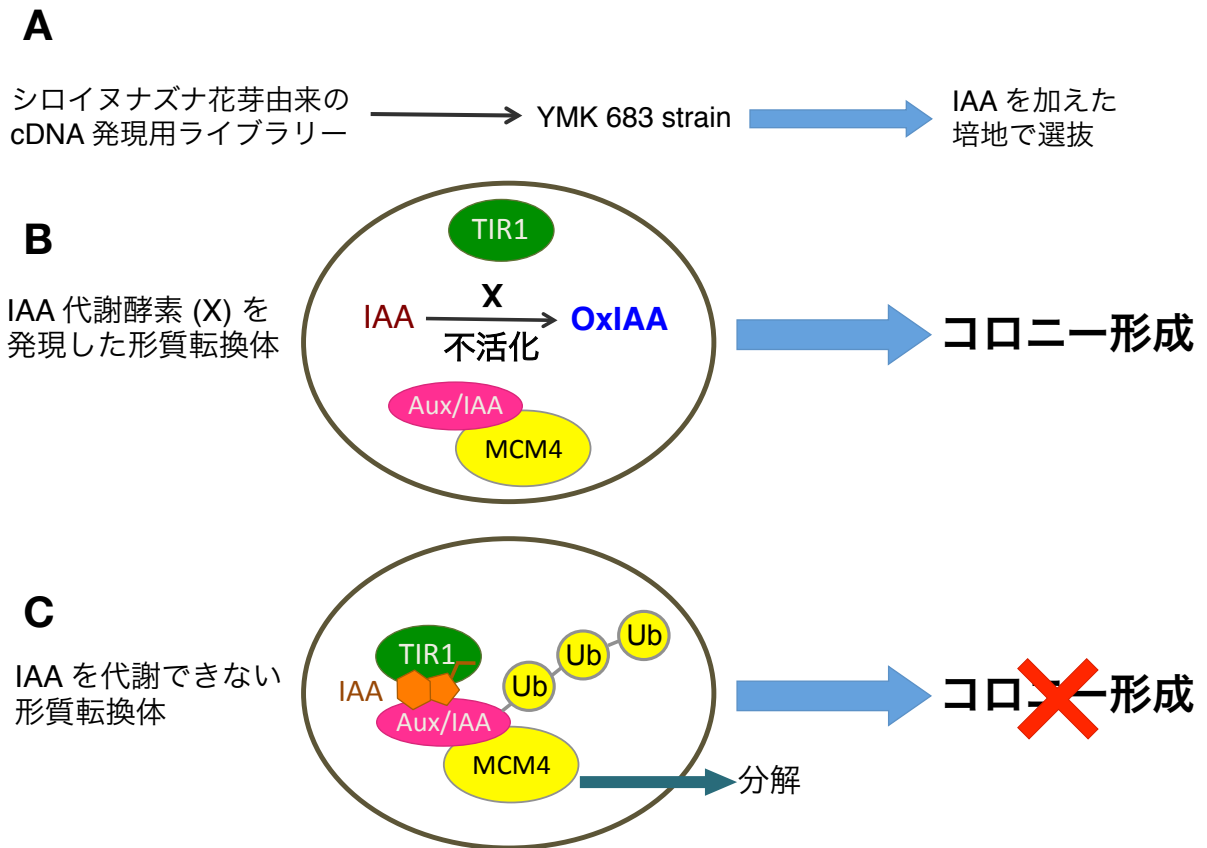 A
シロイヌナズナ花芽由来の
cDNA 発現用ライブラリー
YMK 683 strain
IAA を加えた
培地で選抜
B
IAA 代謝酵素 (X) を
発現した形質転換体
TIR1
IAA
X
不活化
OxIAA
Aux/IAA
MCM4
コロニー形成
C
IAA を代謝できない
形質転換体
TIR1
IAA
Aux/IAA
Ub
Ub
Ub
MCM4
分解
コロニー形成